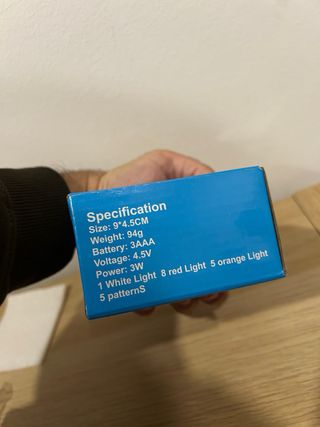 Specification
Size: 9*4.5CM
Weight: 94g
Battery: 3AAA
Voltage: 4.5V
Power: 3W
1 White Light 8 red Light 5 orange Light
5 patternS